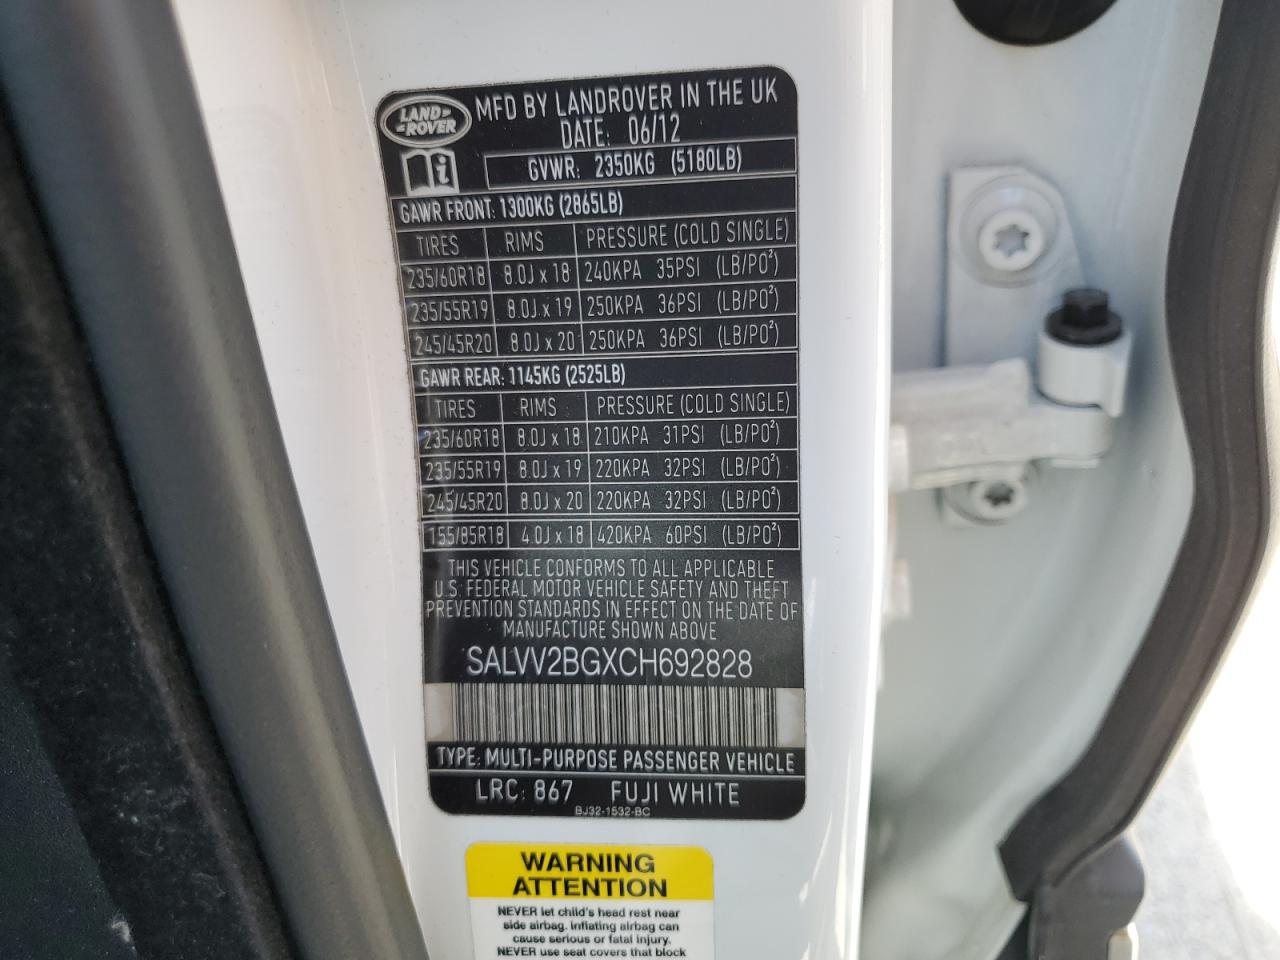 LAND ROVER
MFD BY LANDROVER IN THE UK
DATE: 06/12
GVWR: 2350KG (5180LB)
GAWR FRONT: 1300KG (2865LB)
TIRES RIMS PRESSURE (COLD SINGLE)
235/60R18 8.0J x 18 240KPA 35PSI (LB/PO²)
235/55R19 8.0J x 19 250KPA 36PSI (LB/PO²)
245/45R20 8.0J x 20 250KPA 36PSI (LB/PO²)
GAWR REAR: 1145KG (2525LB)
TIRES RIMS PRESSURE (COLD SINGLE)
235/60R18 8.0J x 18 210KPA 31PSI (LB/PO²)
235/55R19 8.0J x 19 220KPA 32PSI (LB/PO²)
245/45R20 8.0J x 20 220KPA 32PSI (LB/PO²)
155/85R18 4.0J x 18 420KPA 60PSI (LB/PO²)
THIS VEHICLE CONFORMS TO ALL APPLICABLE
U.S. FEDERAL MOTOR VEHICLE SAFETY AND THEFT
PREVENTION STANDARDS IN EFFECT ON THE DATE OF
MANUFACTURE SHOWN ABOVE
SALVV2BGXCH692828
TYPE: MULTI-PURPOSE PASSENGER VEHICLE
LRC: 867 FUJI WHITE
BJ32-1532-BC
WARNING
ATTENTION
NEVER let child's head rest near
side airbag. Inflating airbag can
cause serious or fatal injury.
NEVER use seat covers that block